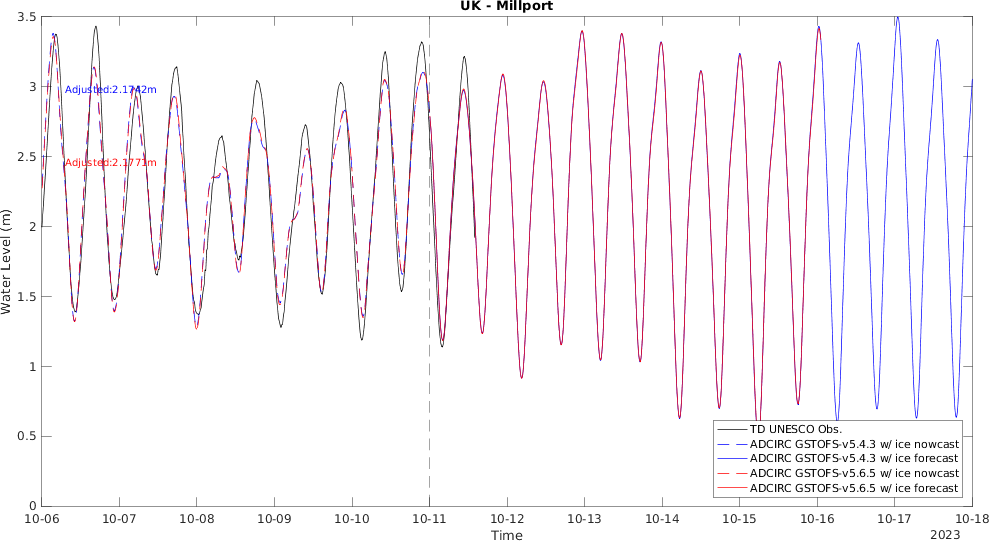 UK - Millport
3.5
3
2.5
2
1.5
1
0.5
0
Water Level (m)
Adjusted:2.1742m
Adjusted:2.1771m
TD UNESCO Obs.
ADCIRC GSTOFS-v5.4.3 w/ ice nowcast
ADCIRC GSTOFS-v5.4.3 w/ ice forecast
ADCIRC GSTOFS-v5.6.5 w/ ice nowcast
ADCIRC GSTOFS-v5.6.5 w/ ice forecast
10-06 10-07 10-08 10-09 10-10 10-11 10-12 10-13 10-14 10-15 10-16 10-17 10-18
Time
2023